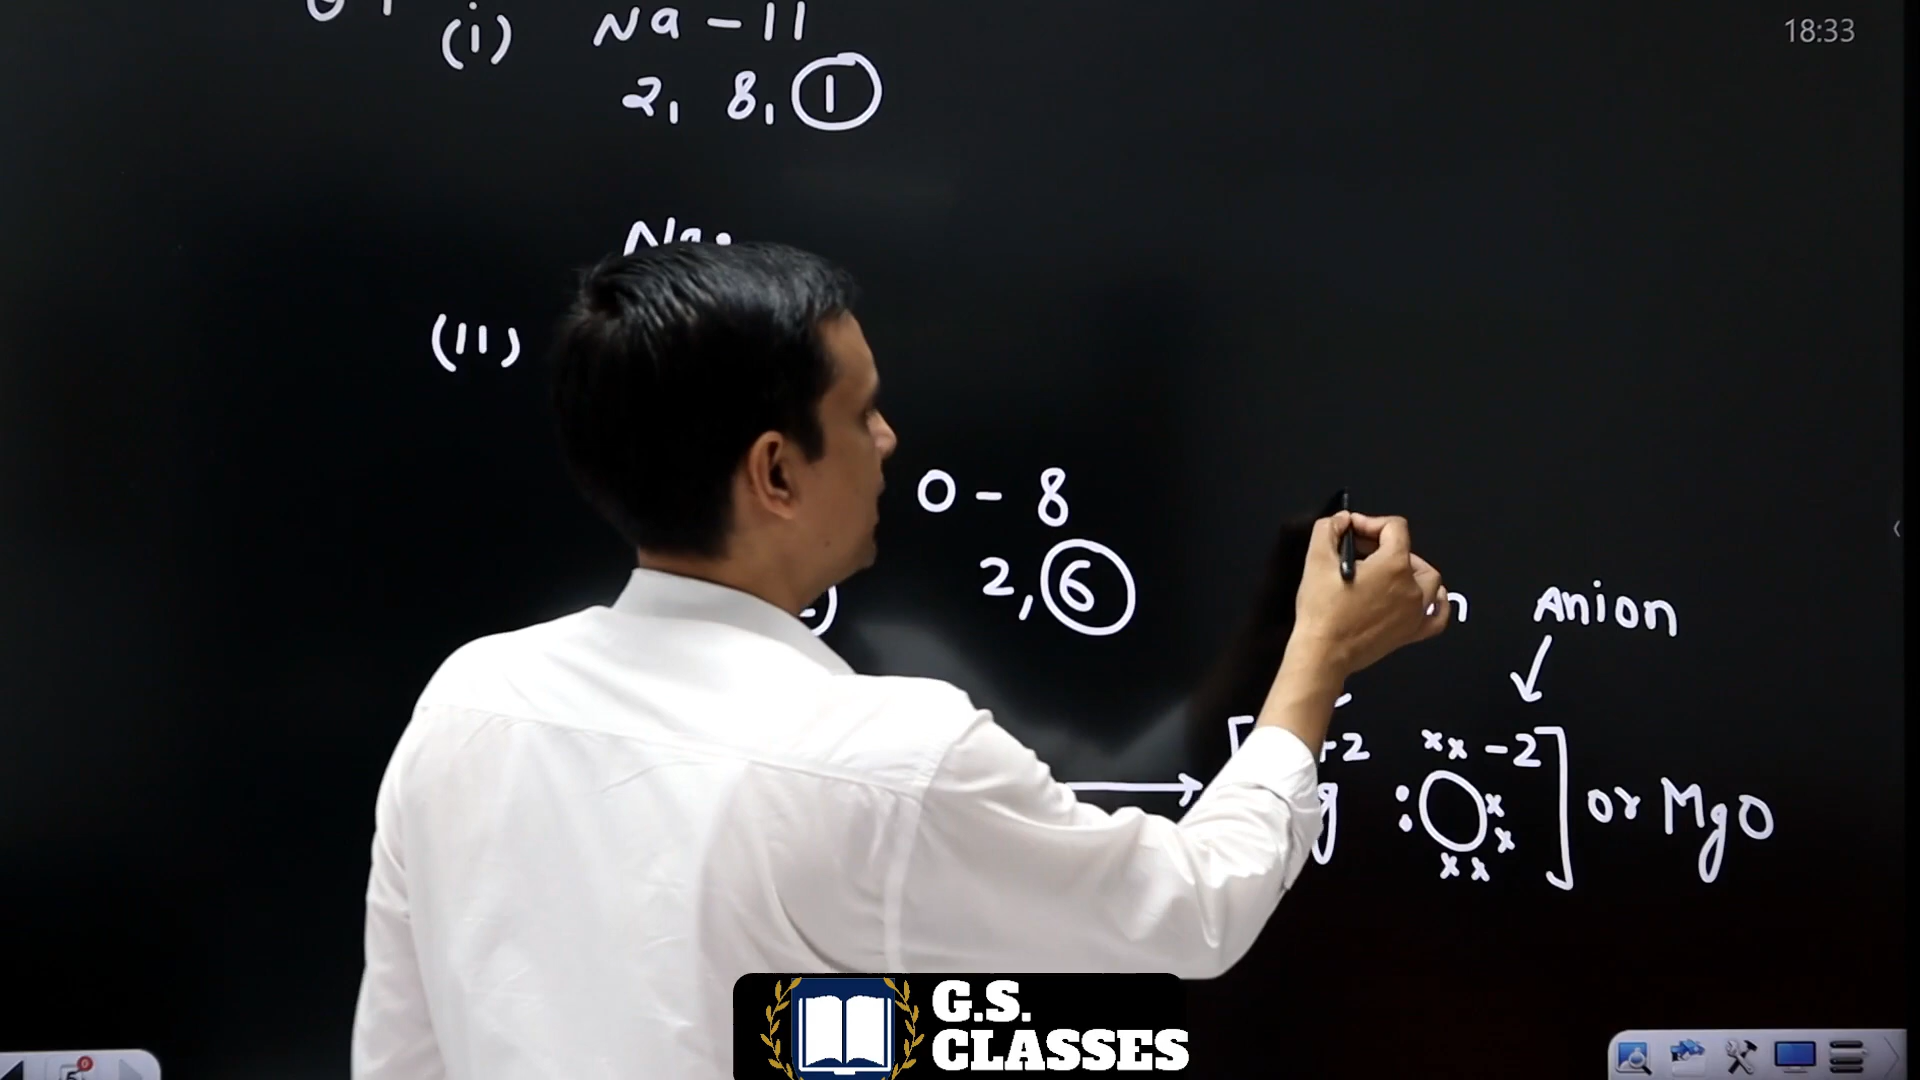 18:33
(i) Na - 11
2, 8, 1
Na
(II)
O - 8
2, 6
Anion
+2 xx -2
: O x x ] or MgO
x x
G.S.
CLASSES